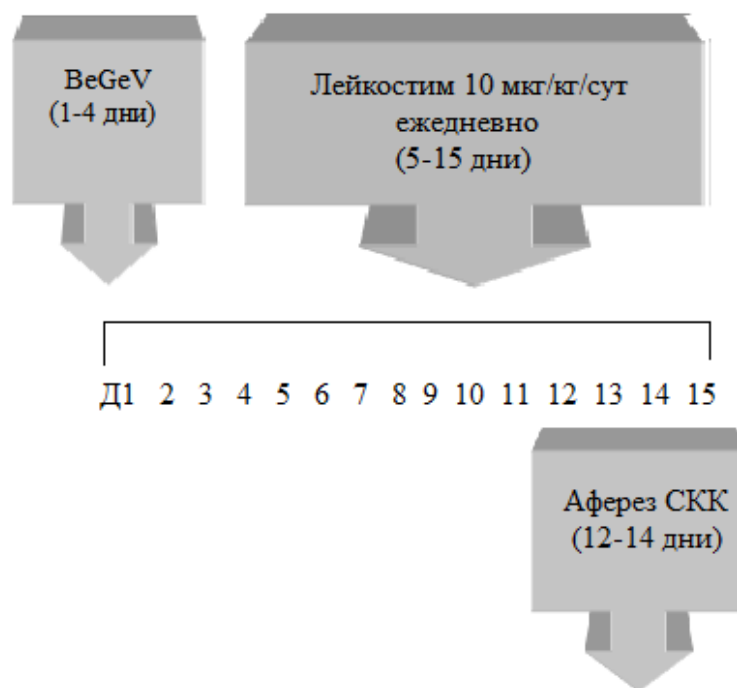 BeGeV
(1-4 дни)
Лейкостим 10 мкг/кг/сут
ежедневно
(5-15 дни)
Д1 2 3 4 5 6 7 8 9 10 11 12 13 14 15
Аферез СКК
(12-14 дни)